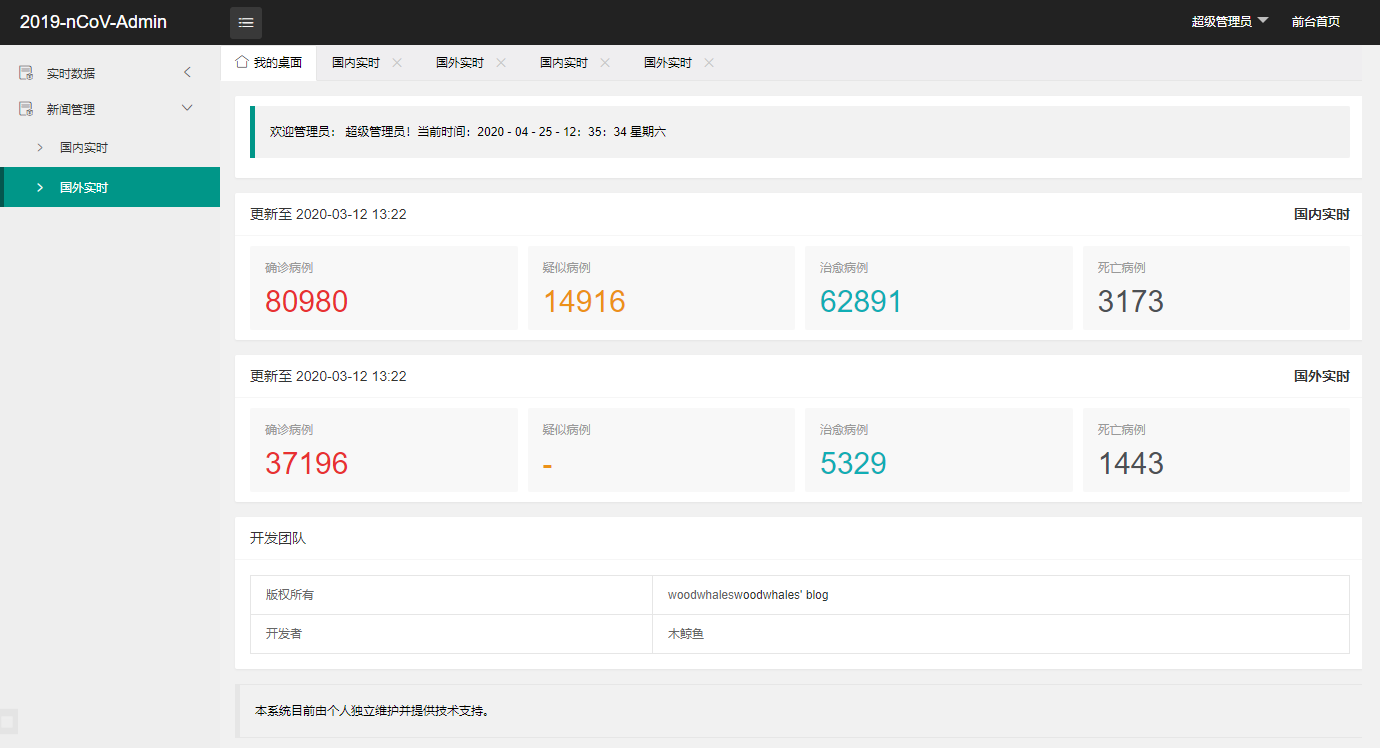 2019-nCoV-Admin
超级管理员 前台首页
实时数据
新闻管理
国内实时
国外实时
我的桌面 国内实时 国外实时 国内实时 国外实时
欢迎管理员： 超级管理员！当前时间：2020 - 04 - 25 - 12：35：34 星期六
更新至 2020-03-12 13:22 国内实时
确诊病例 疑似病例 治愈病例 死亡病例
80980 14916 62891 3173
更新至 2020-03-12 13:22 国外实时
确诊病例 疑似病例 治愈病例 死亡病例
37196 - 5329 1443
开发团队
版权所有 woodwhaleswoodwhales' blog
开发者 木鲸鱼
本系统目前由个人独立维护并提供技术支持。